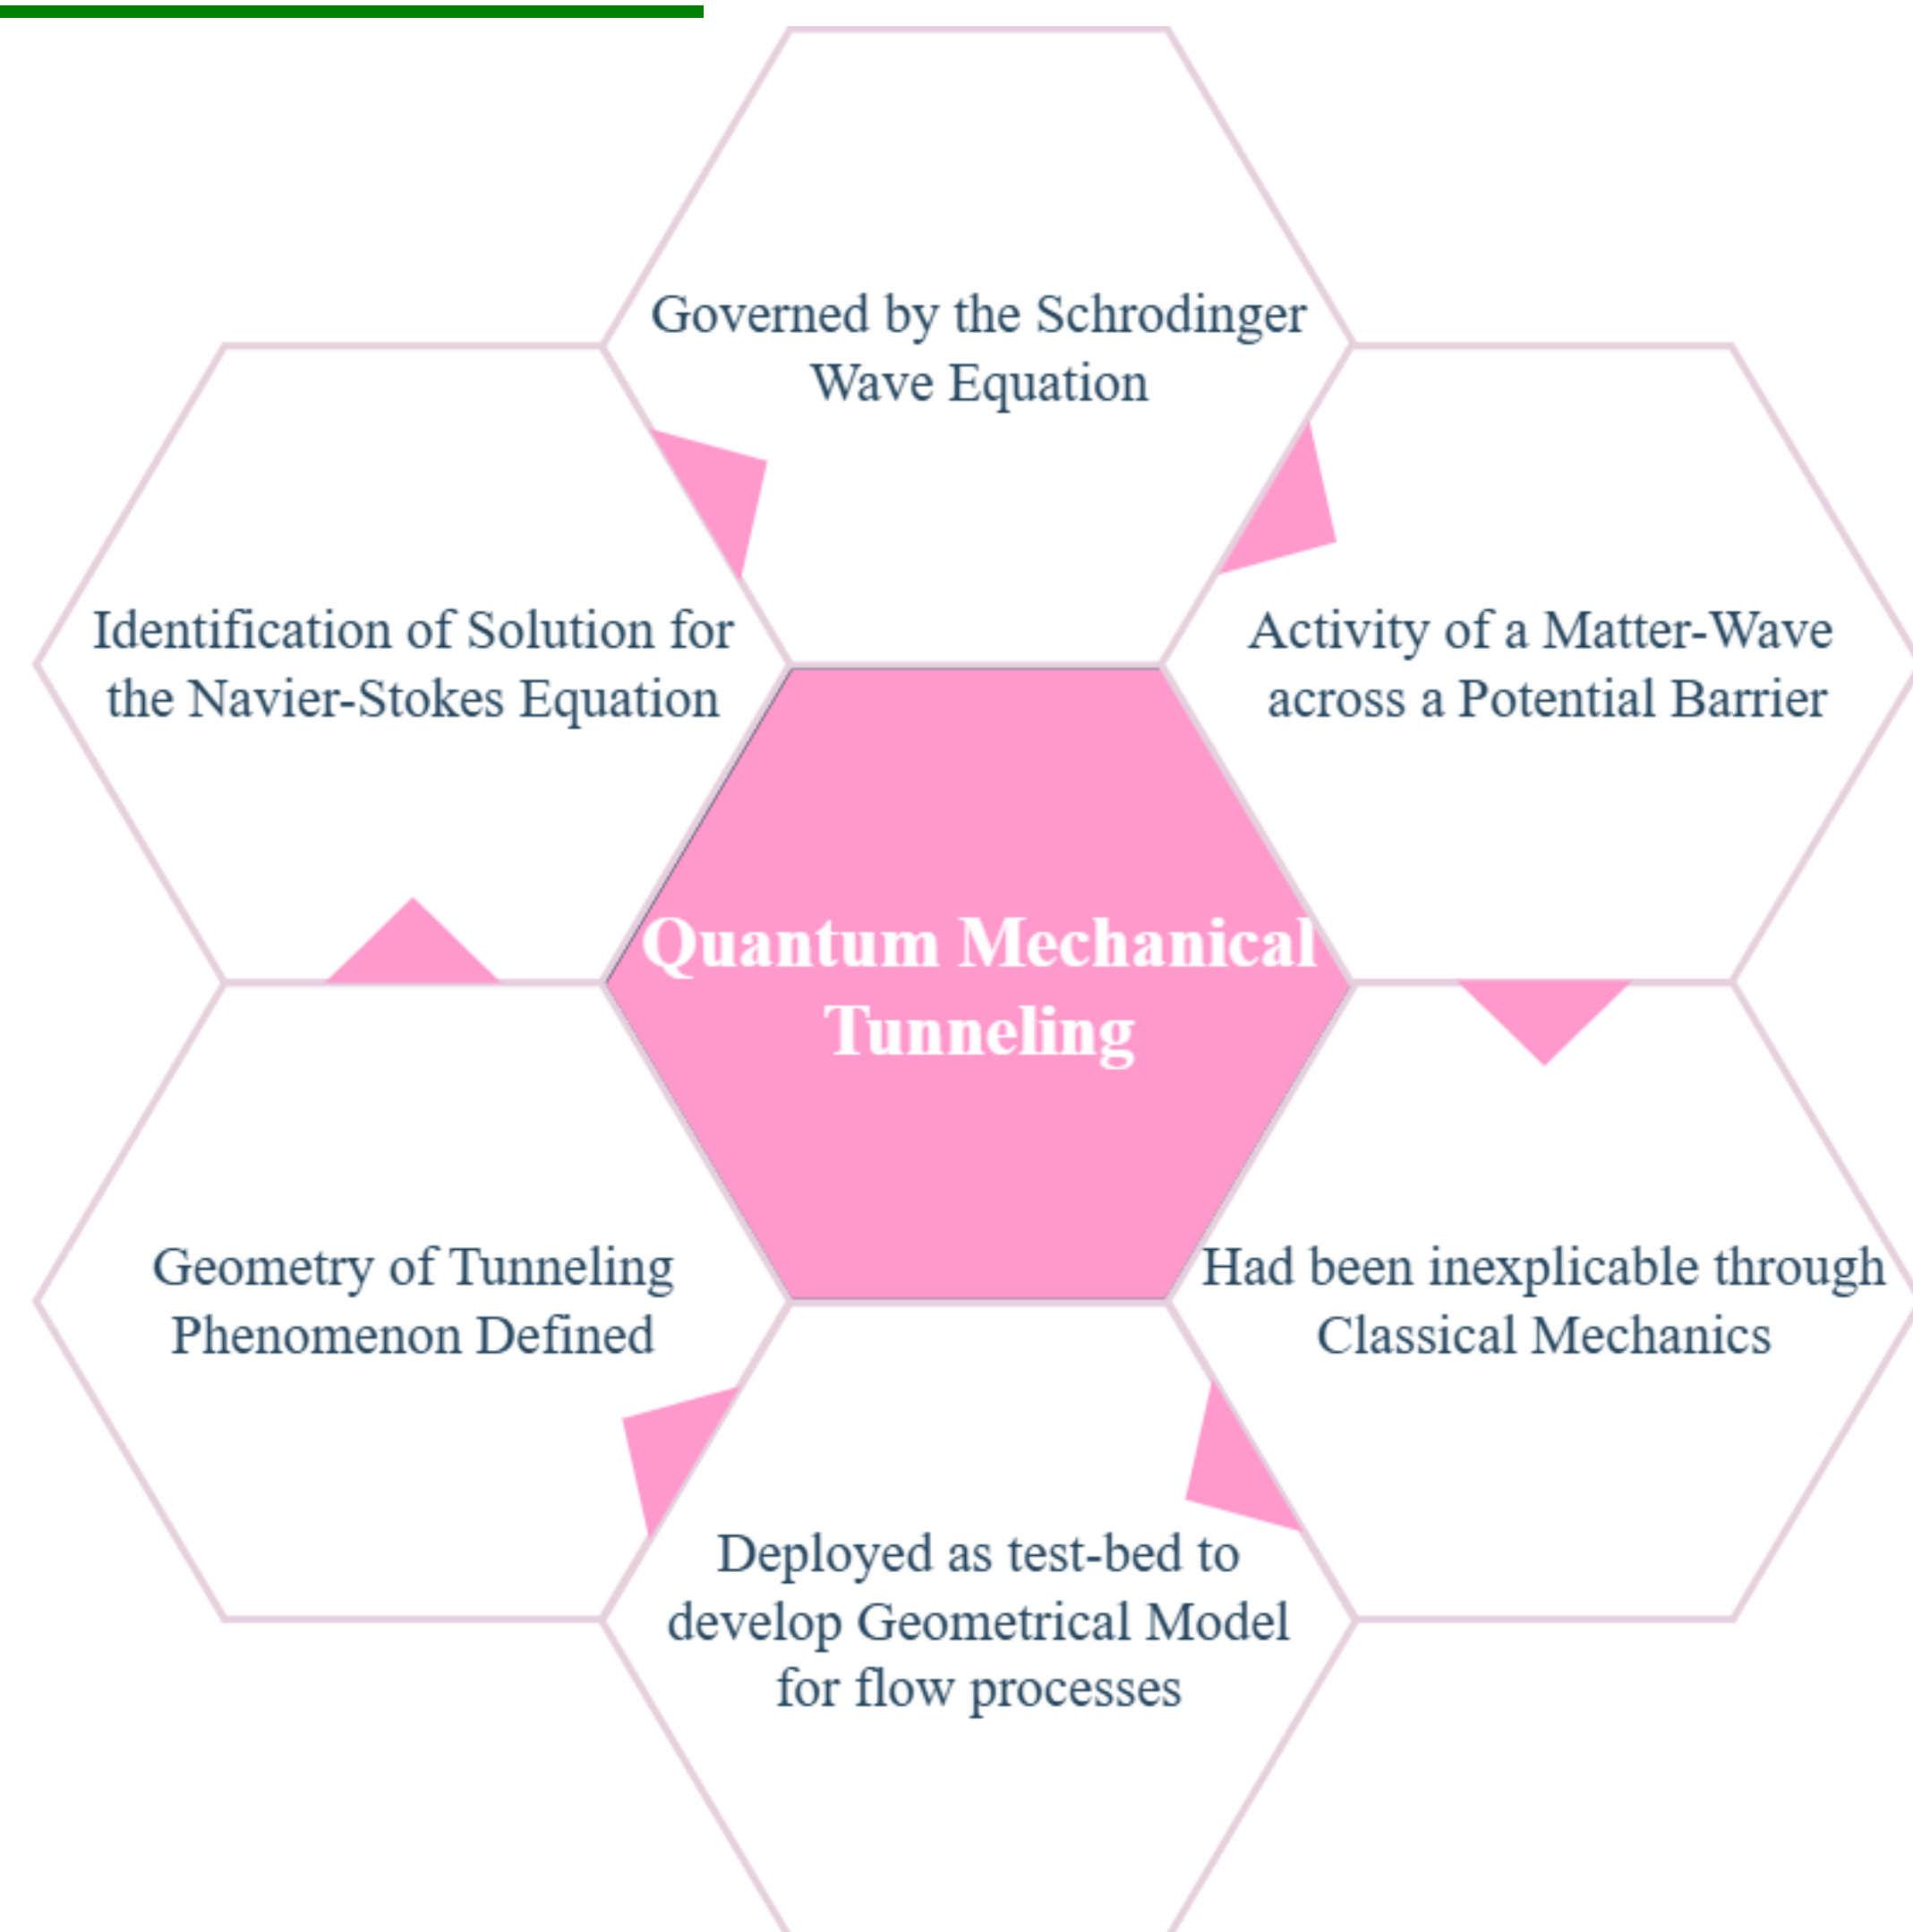 Governed by the Schrodinger
Wave Equation
Activity of a Matter-Wave
across a Potential Barrier
Had been inexplicable through
Classical Mechanics
Deployed as test-bed to
develop Geometrical Model
for flow processes
Geometry of Tunneling
Phenomenon Defined
Identification of Solution for
the Navier-Stokes Equation
Quantum Mechanical
Tunneling